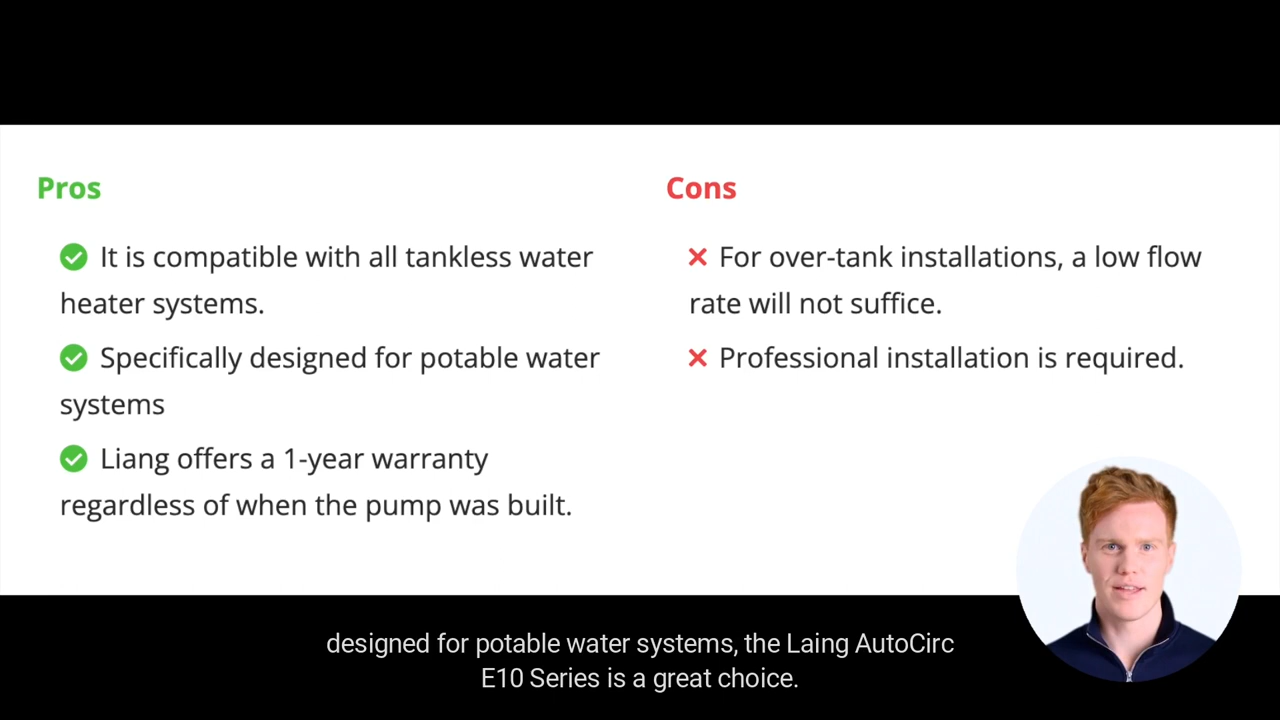 Pros
It is compatible with all tankless water
heater systems.
Specifically designed for potable water
systems
Liang offers a 1-year warranty
regardless of when the pump was built.
Cons
For over-tank installations, a low flow
rate will not suffice.
Professional installation is required.
designed for potable water systems, the Laing AutoCirc
E10 Series is a great choice.